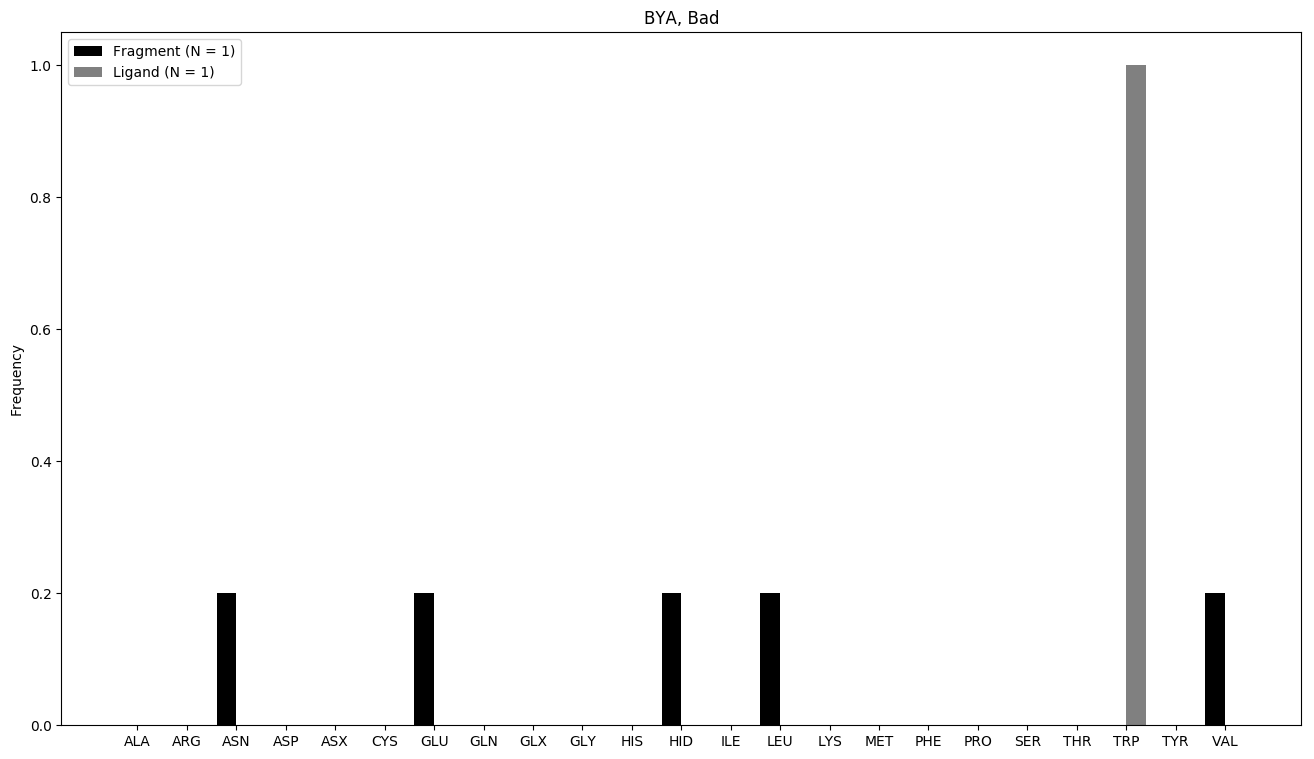 BYA, Bad
Fragment (N = 1)
Ligand (N = 1)
Frequency
1.0
0.8
0.6
0.4
0.2
0.0
ALA ARG ASN ASP ASX CYS GLU GLN GLX GLY HIS HID ILE LEU LYS MET PHE PRO SER THR TRP TYR VAL